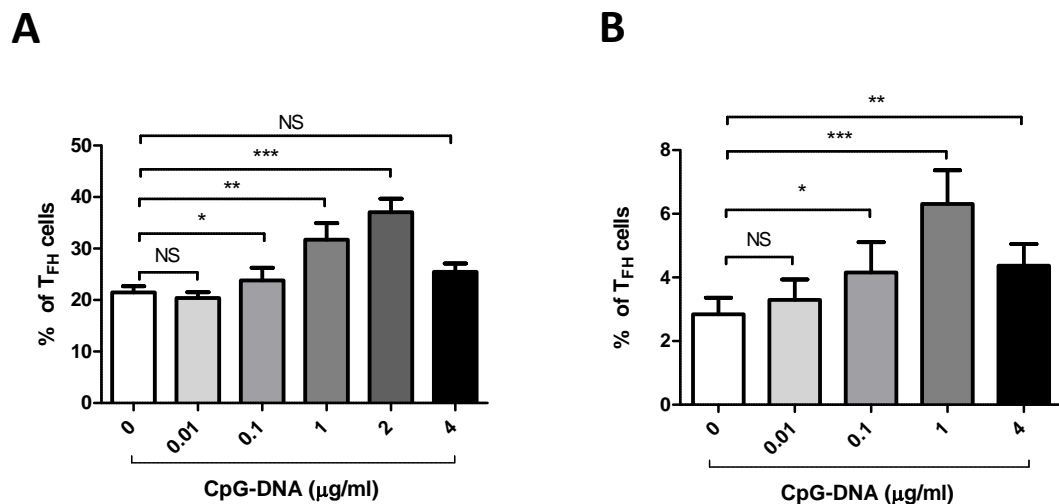 A
NS
***
**
*
NS
50
40
30
20
10
0
% of TFH cells
0 0.01 0.1 1 2 4
CpG-DNA (μg/ml)
B
**
***
*
NS
8
6
4
2
0
% of TFH cells
0 0.01 0.1 1 4
CpG-DNA (μg/ml)